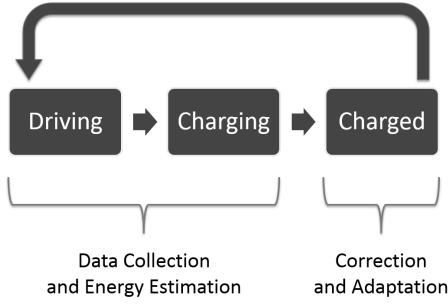 Driving
Charging
Charged
Data Collection
and Energy Estimation
Correction
and Adaptation